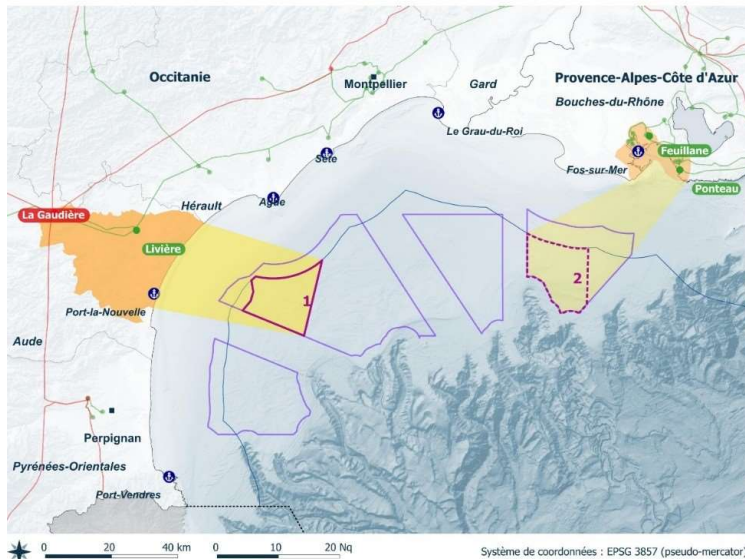 Occitanie
Montpellier
Gard
Provence-Alpes-Côte d'Azur
Bouches-du-Rhône
Le Grau-du-Roi
Feuillane
Sète
Fos-sur-Mer
Ponteau
Hérault
Agde
La Gaudière
Livière
1
2
Port-la-Nouvelle
Aude
Perpignan
Pyrénées-Orientales
Port-Vendres
0 20 40 km
0 10 20 Nq
Système de coordonnées : EPSG 3857 (pseudo-mercator)